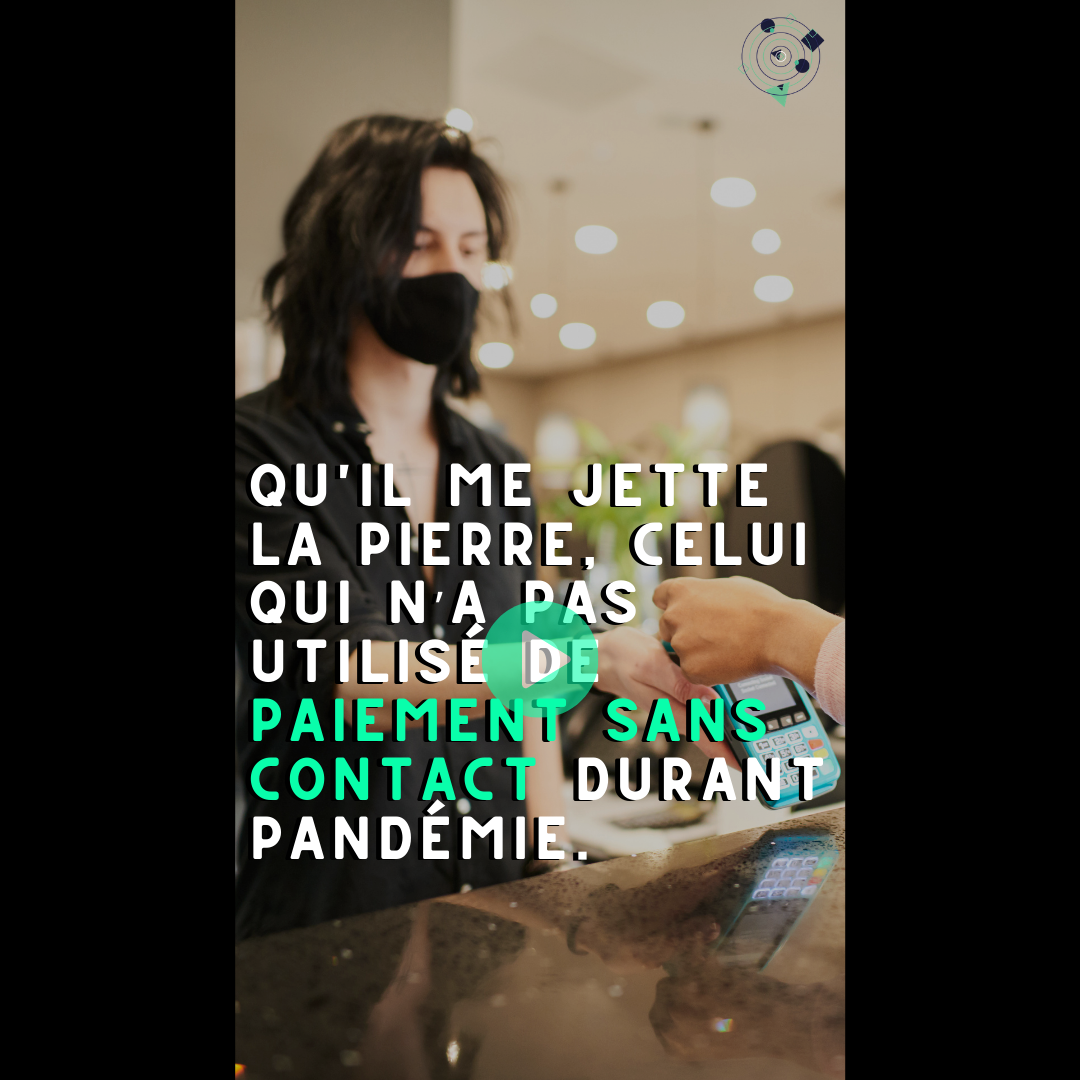 QU'IL ME JETTE
LA PIERRE, CELUI
QUI N'A PAS
UTILISÉ DE
PAIEMENT SANS
CONTACT DURANT
PANDÉMIE.